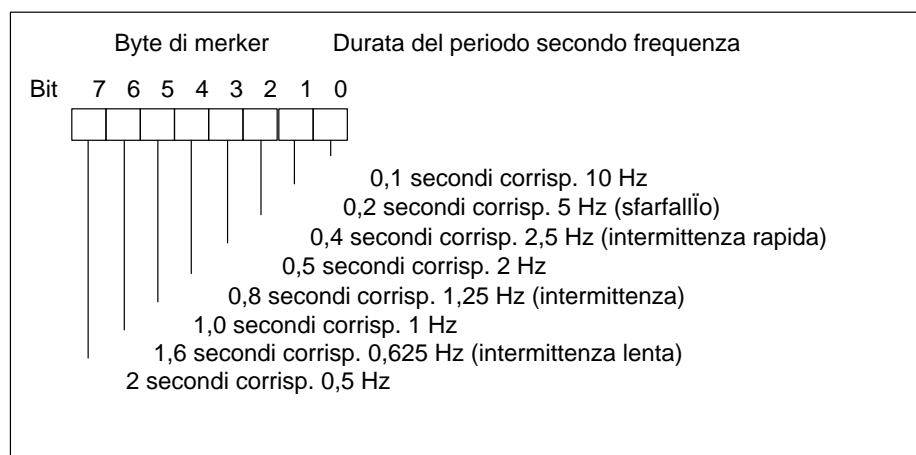 Byte di merker Durata del periodo secondo frequenza
Bit 7 6 5 4 3 2 1 0
0,1 secondi corrisp. 10 Hz
0,2 secondi corrisp. 5 Hz (sfarfallÏo)
0,4 secondi corrisp. 2,5 Hz (intermittenza rapida)
0,5 secondi corrisp. 2 Hz
0,8 secondi corrisp. 1,25 Hz (intermittenza)
1,0 secondi corrisp. 1 Hz
1,6 secondi corrisp. 0,625 Hz (intermittenza lenta)
2 secondi corrisp. 0,5 Hz